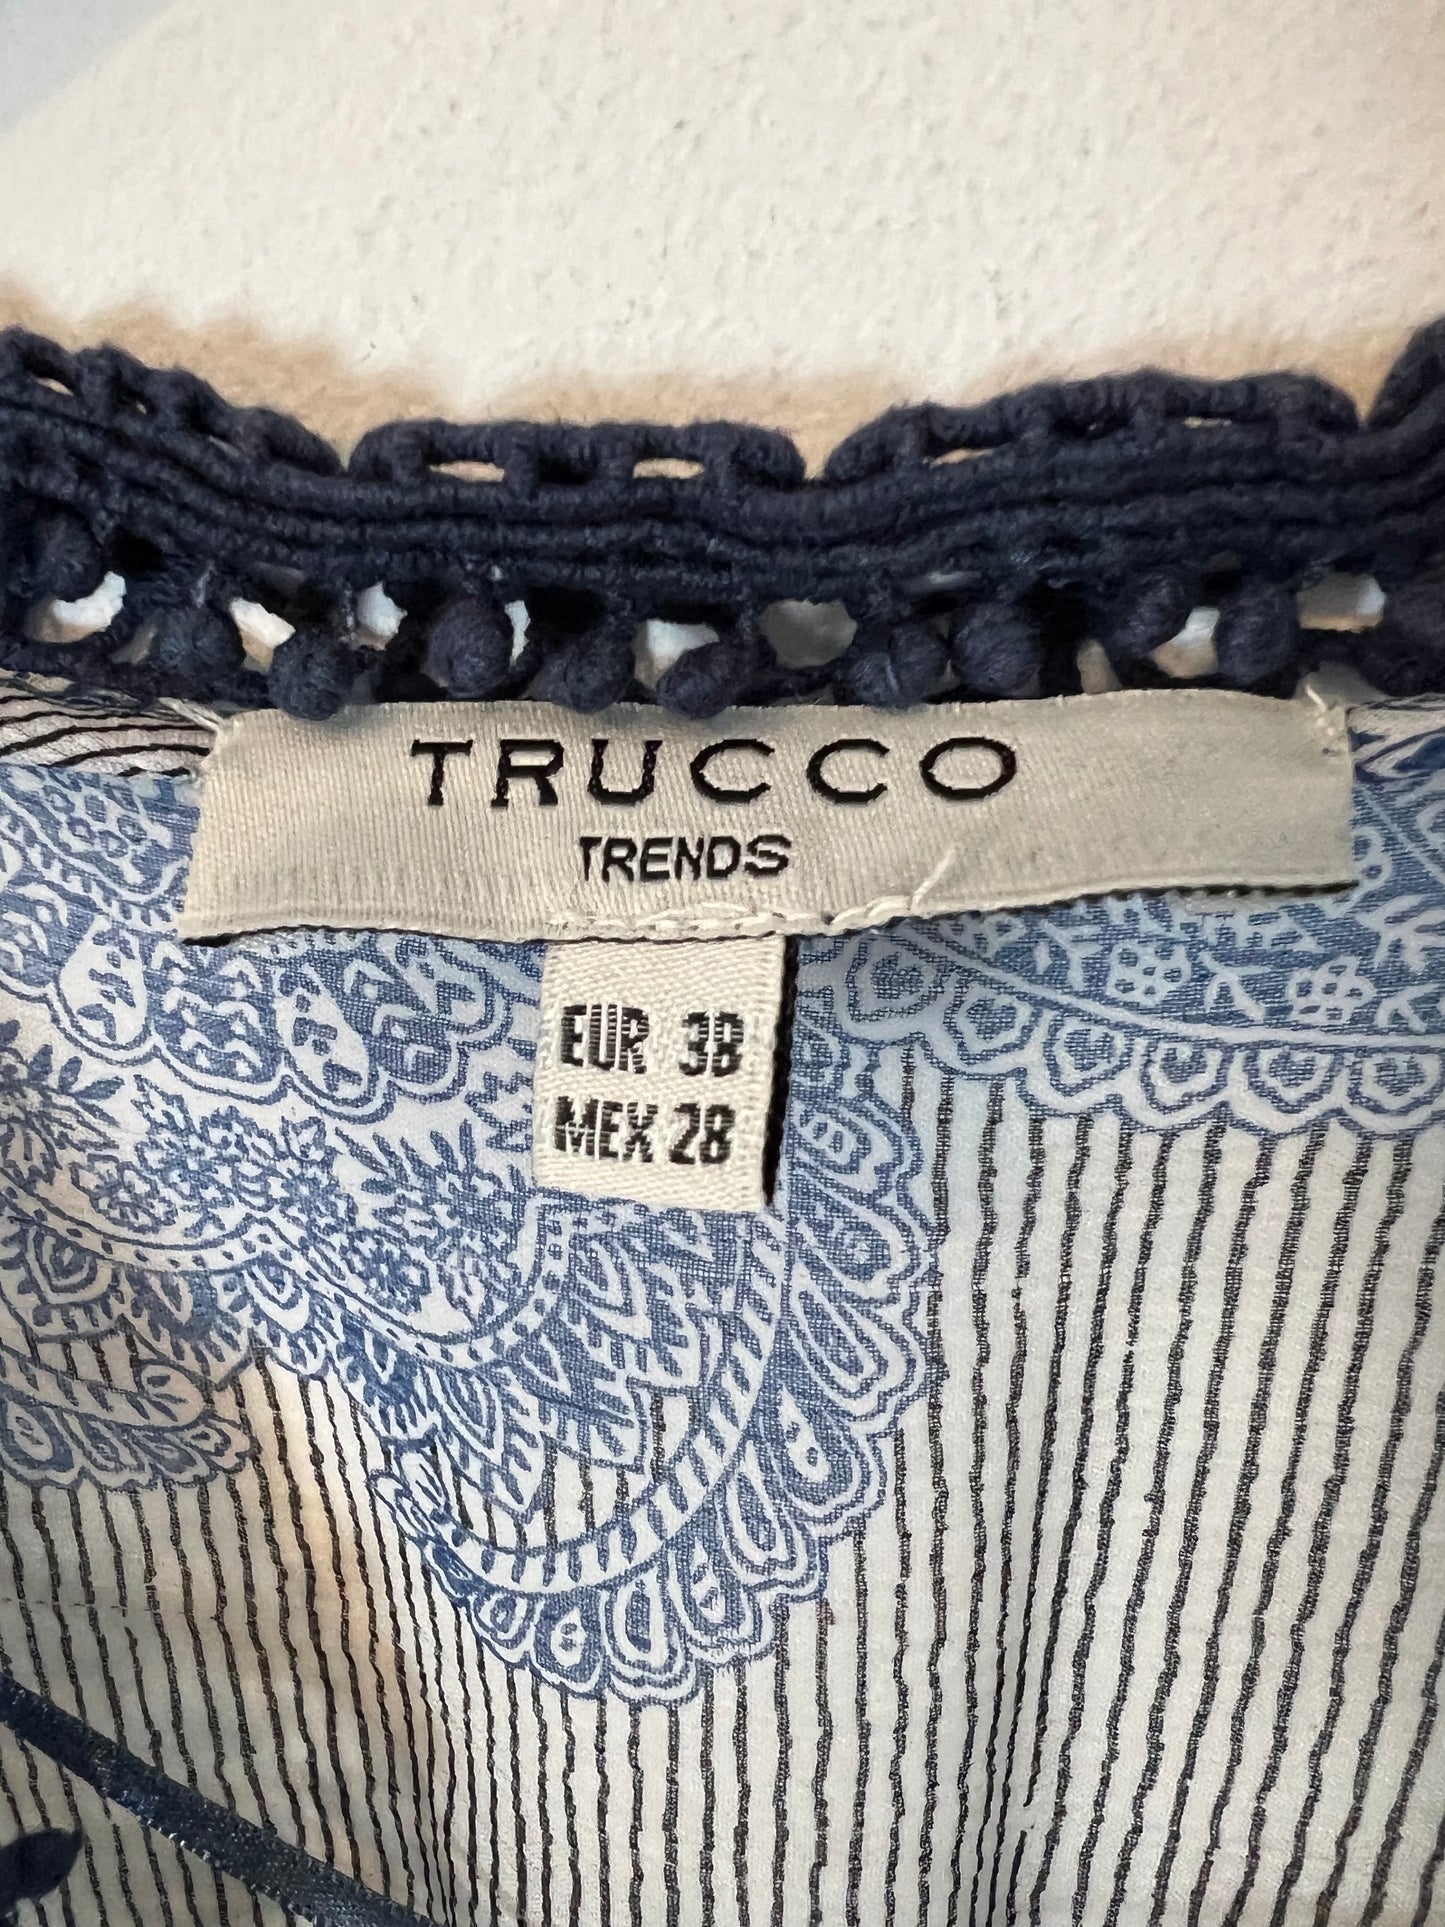 TRUCCO
TRENDS
EUR 38
MEX 28